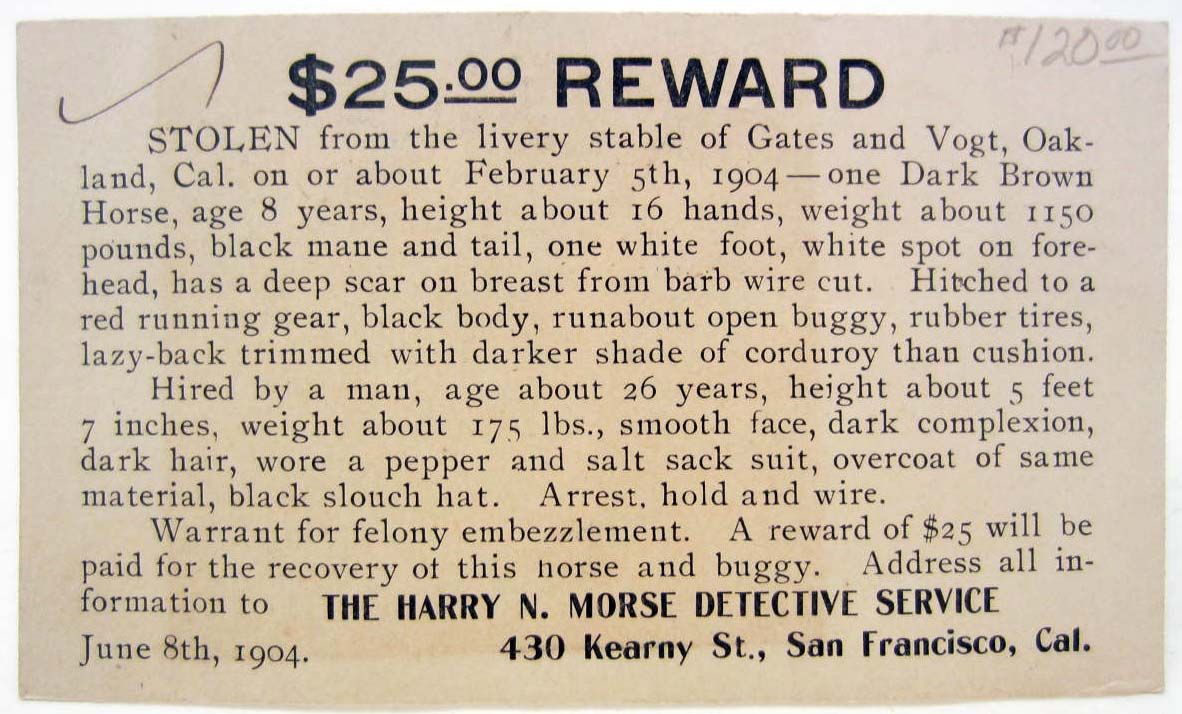 $120.00
$25.00 REWARD
STOLEN from the livery stable of Gates and Vogt, Oak-
land, Cal. on or about February 5th, 1904—one Dark Brown
Horse, age 8 years, height about 16 hands, weight about 1150
pounds, black mane and tail, one white foot, white spot on fore-
head, has a deep scar on breast from barb wire cut. Hitched to a
red running gear, black body, runabout open buggy, rubber tires,
lazy-back trimmed with darker shade of corduroy than cushion.
Hired by a man, age about 26 years, height about 5 feet
7 inches, weight about 175 lbs., smooth face, dark complexion,
dark hair, wore a pepper and salt sack suit, overcoat of same
material, black slouch hat. Arrest, hold and wire.
Warrant for felony embezzlement. A reward of $25 will be
paid for the recovery of this horse and buggy. Address all in-
formation to THE HARRY N. MORSE DETECTIVE SERVICE
June 8th, 1904. 430 Kearny St., San Francisco, Cal.